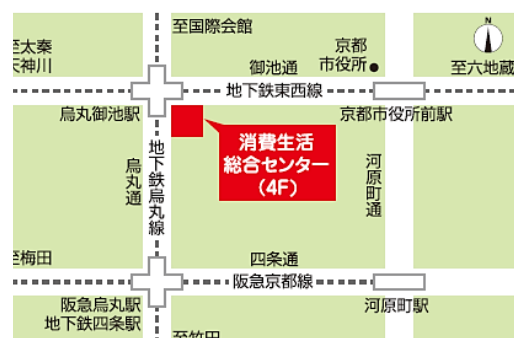 N
至国際会館
至太秦
天神川
京都
市役所
御池通
至六地蔵
地下鉄東西線
烏丸御池駅
京都市役所前駅
消費生活
総合センター
(4F)
地下鉄烏丸線
烏丸通
河原町通
至梅田
四条通
阪急京都線
阪急烏丸駅
地下鉄四条駅
河原町駅
至竹田